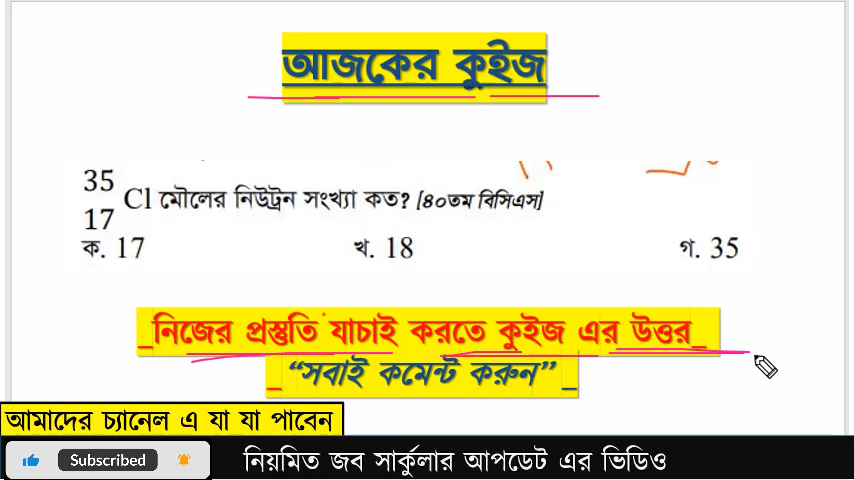 আজকের কুইজ
35
17 Cl মৌলের নিউট্রন সংখ্যা কত? [৪০তম বিসিএস]
ক. 17 খ. 18 গ. 35
_নিজের প্রস্তুতি যাচাই করতে কুইজ এর উত্তর_
_“সবাই কমেন্ট করুন”_
আমাদের চ্যানেল এ যা যা পাবেন
Subscribed নিয়মিত জব সার্কুলার আপডেট এর ভিডিও